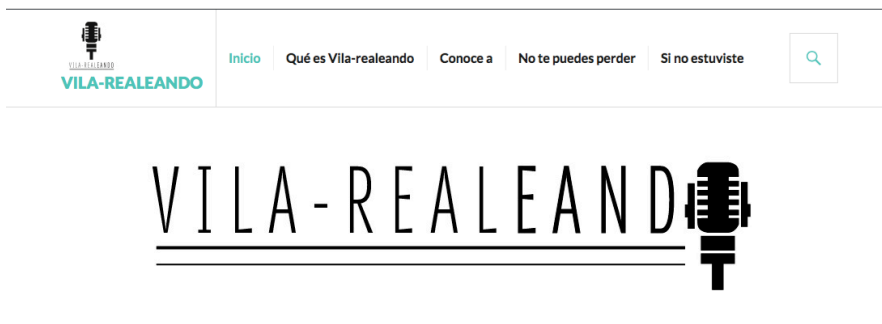 VILA-REALEANDO
VILA-REALEANDO
Inicio
Qué es Vila-realeando
Conoce a
No te puedes perder
Si no estuviste
VILA-REALEAND